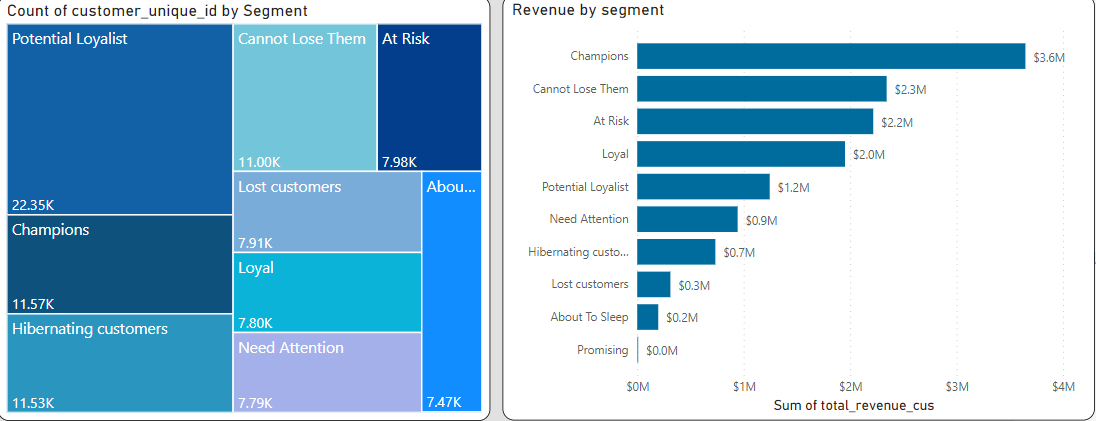 Count of customer_unique_id by Segment
Potential Loyalist
22.35K
Champions
11.57K
Hibernating customers
11.53K
Cannot Lose Them
11.00K
At Risk
7.98K
Lost customers
7.91K
Loyal
7.80K
Need Attention
7.79K
Abou...
7.47K
Revenue by segment
Champions
$3.6M
Cannot Lose Them
$2.3M
At Risk
$2.2M
Loyal
$2.0M
Potential Loyalist
$1.2M
Need Attention
$0.9M
Hibernating custo...
$0.7M
Lost customers
$0.3M
About To Sleep
$0.2M
Promising
$0.0M
$0M $1M $2M $3M $4M
Sum of total_revenue_cus